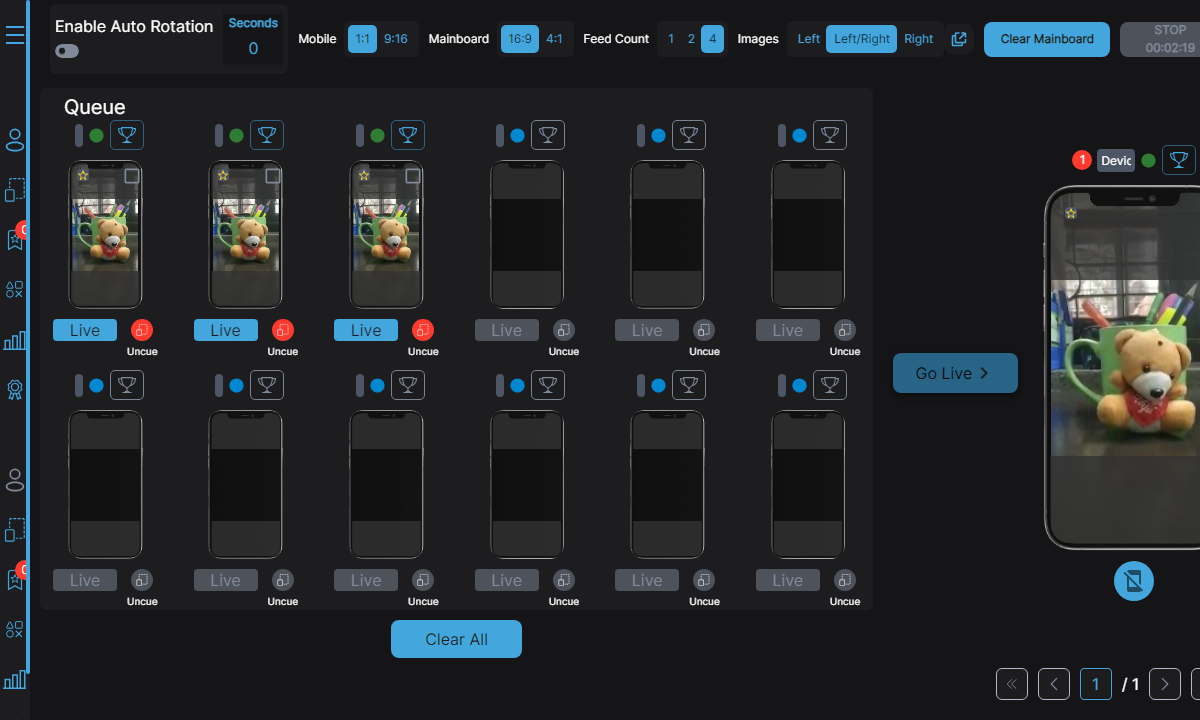 Enable Auto Rotation
Seconds
0
Mobile 1:1 9:16 Mainboard 16:9 4:1 Feed Count 1 2 4 Images Left Left/Right Right Clear Mainboard STOP
00:02:19
Queue
1
Live Live Live Live Live Live
Uncue Uncue Uncue Uncue Uncue Uncue
Go Live
Live Live Live Live Live Live
Uncue Uncue Uncue Uncue Uncue Uncue
Clear All
1 / 1